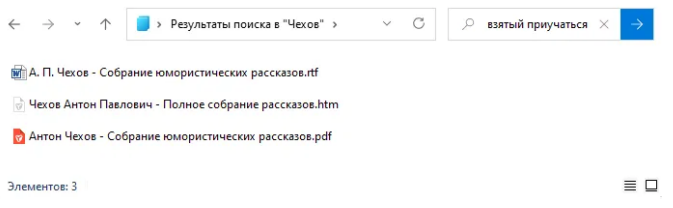 Результаты поиска в "Чехов"
взятый приучаться
А. П. Чехов - Собрание юмористических рассказов.rtf
Чехов Антон Павлович - Полное собрание рассказов.htm
Антон Чехов - Собрание юмористических рассказов.pdf
Элементов: 3